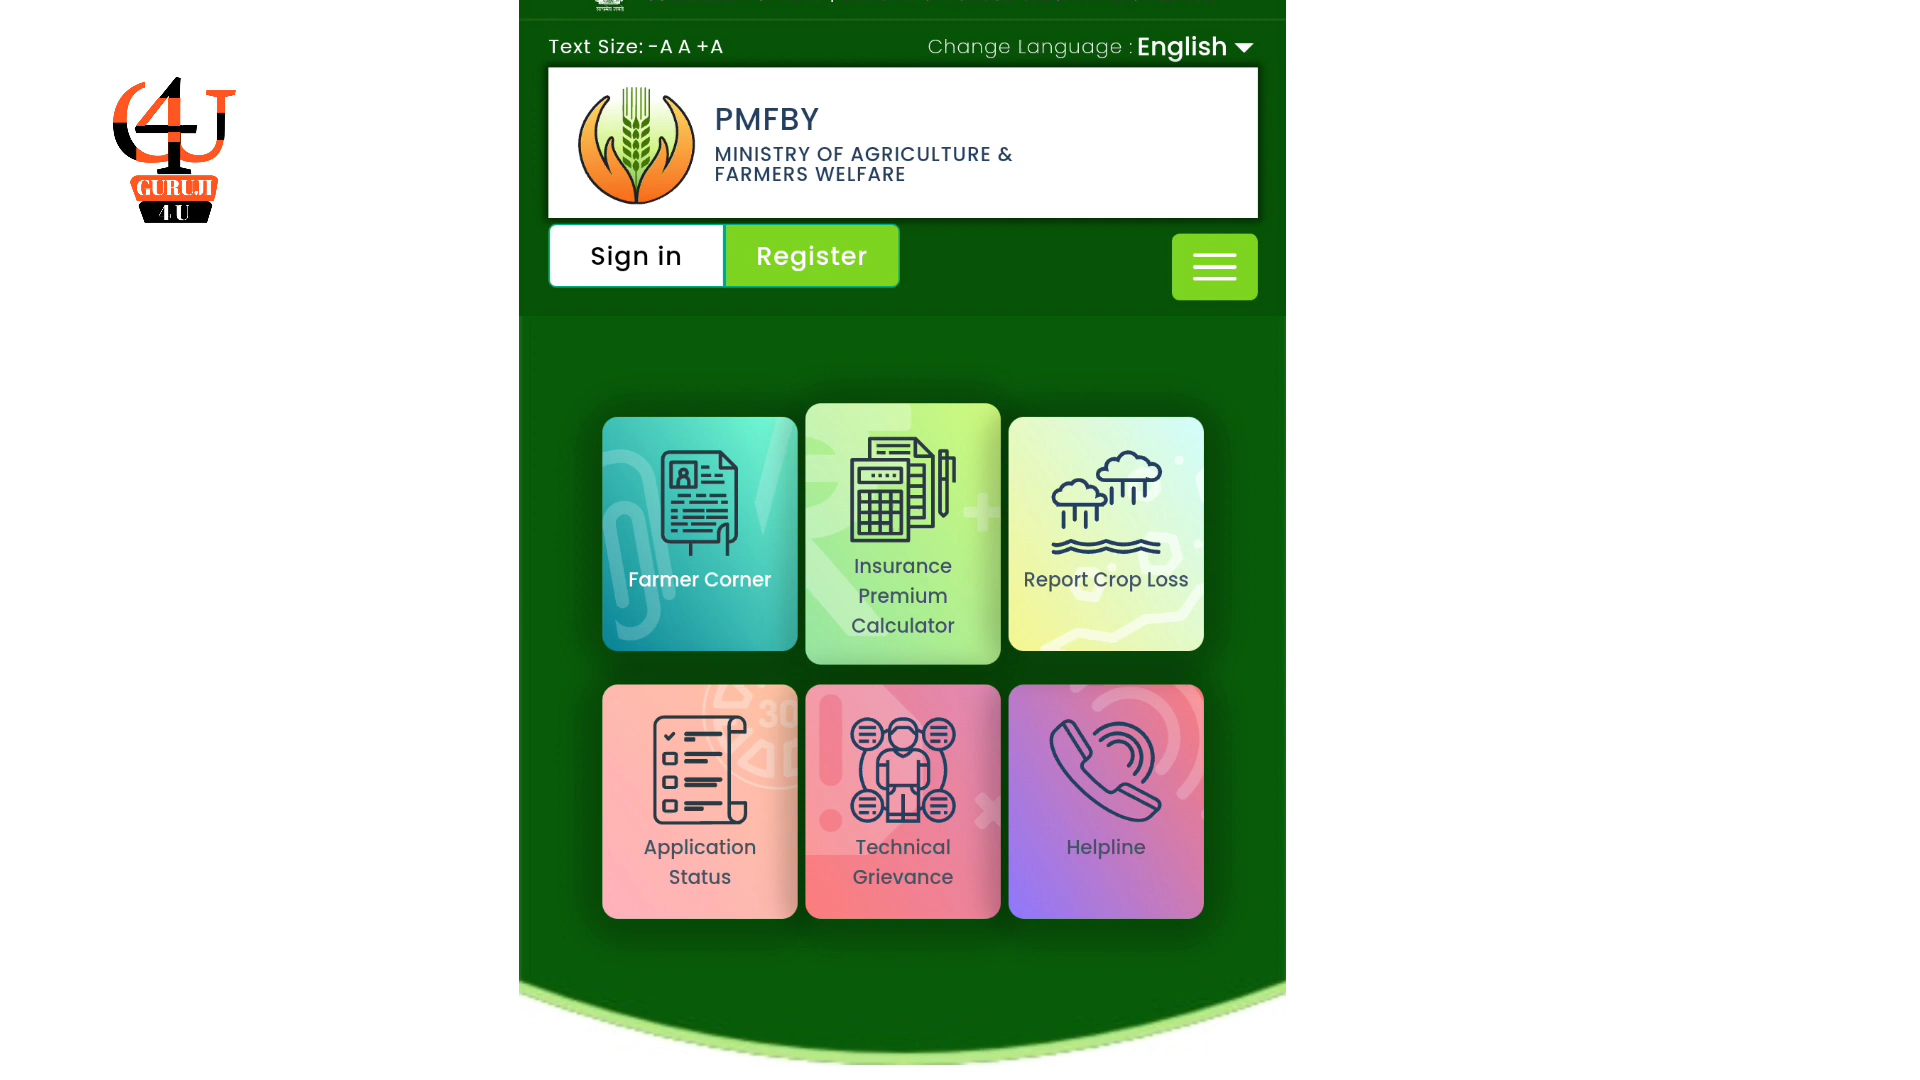 Text Size: -A A +A
Change Language : English
PMFBY
MINISTRY OF AGRICULTURE &
FARMERS WELFARE
Sign in
Register
GURUJI
4U
Farmer Corner
Insurance
Premium
Calculator
Report Crop Loss
Application
Status
Technical
Grievance
Helpline